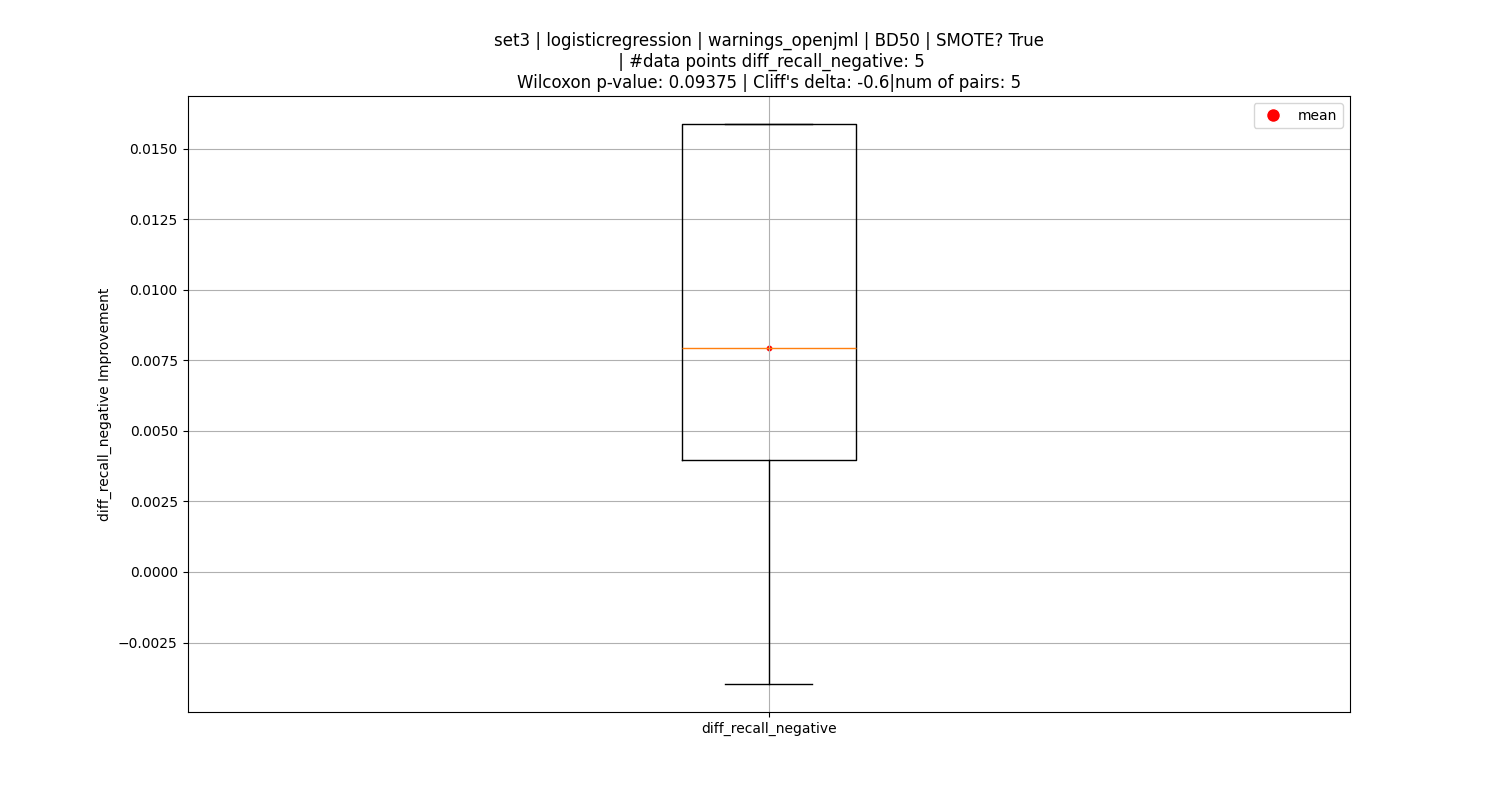 set3 | logisticregression | warnings_openjml | BD50 | SMOTE? True
| #data points diff_recall_negative: 5
Wilcoxon p-value: 0.09375 | Cliff's delta: -0.6|num of pairs: 5
mean
0.0150
0.0125
0.0100
0.0075
0.0050
0.0025
0.0000
−0.0025
diff_recall_negative Improvement
diff_recall_negative